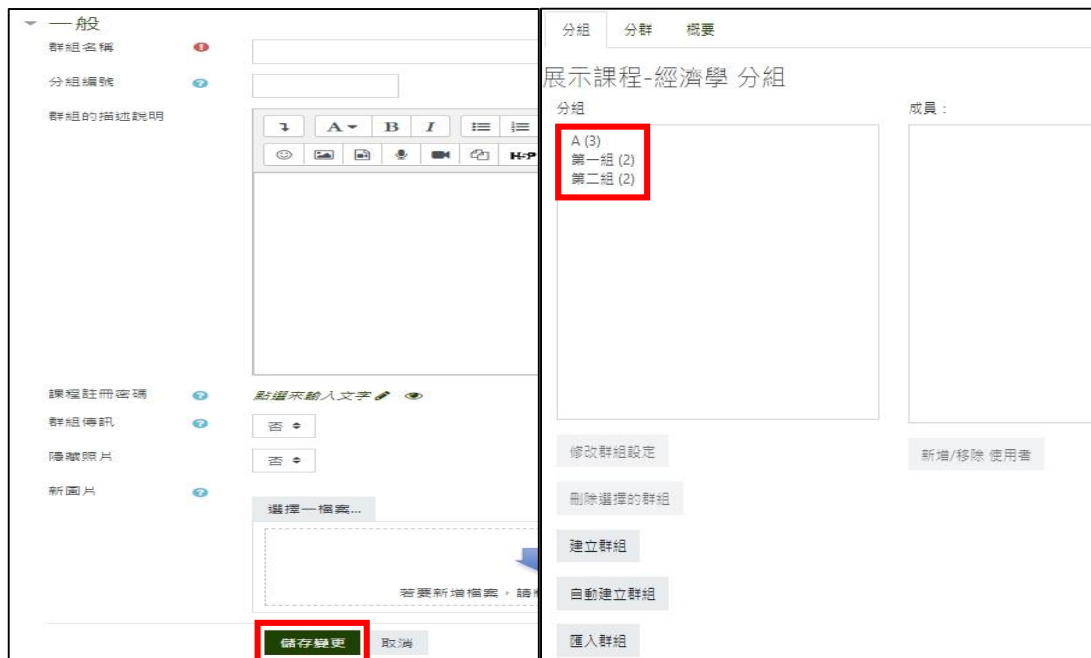 一般
群組名稱
分組編號
群組的描述說明
A B I
H-P
課程註冊密碼 點選來輸入文字
群組傳訊 否
隱藏照片 否
新圖片
選擇一檔案...
若要新增檔案，請
儲存變更 取消
分組 分群 概要
展示課程-經濟學 分組
分組 成員：
A (3)
第一組 (2)
第二組 (2)
修改群組設定 新增/移除 使用者
刪除選擇的群組
建立群組
自動建立群組
匯入群組